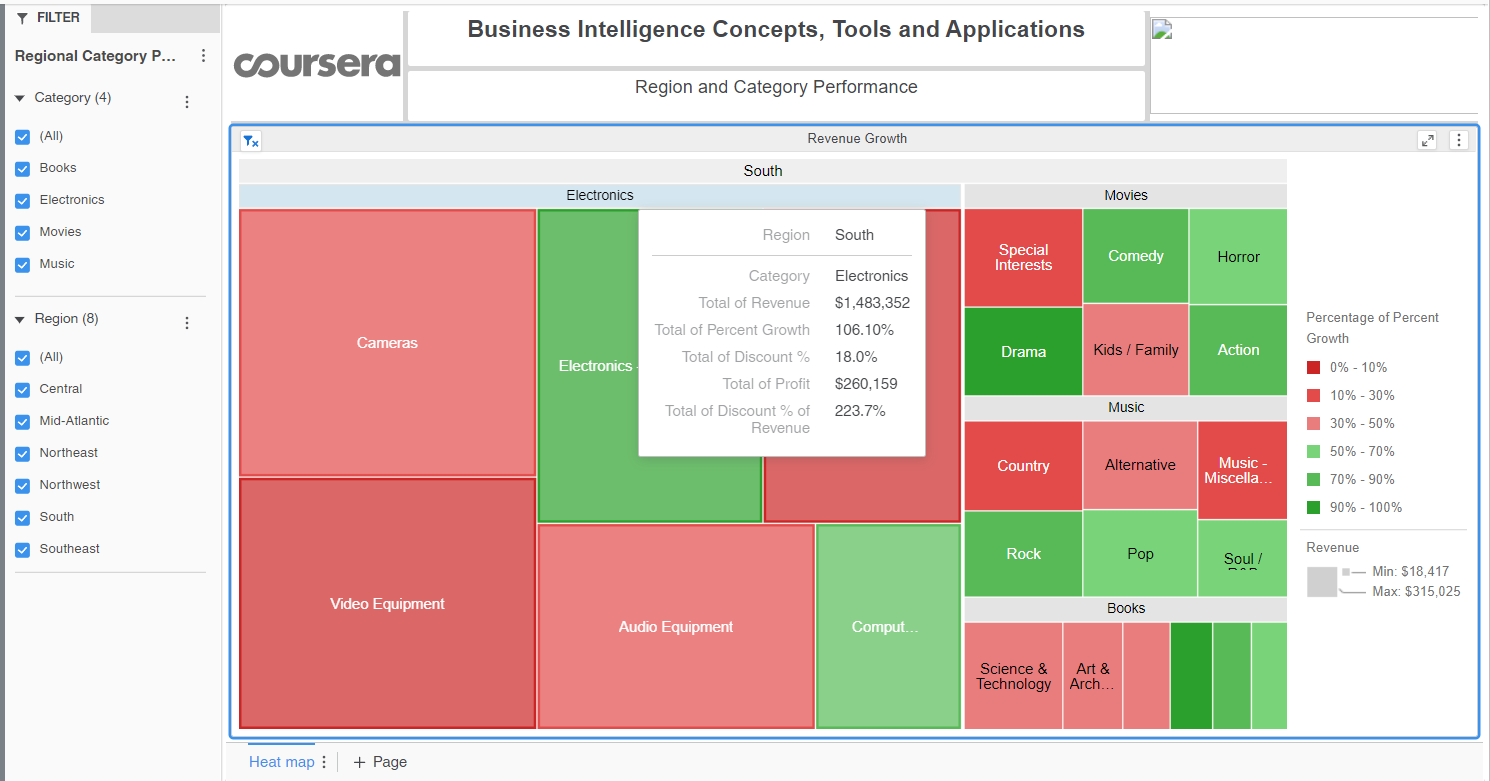 FILTER
Regional Category P...
Category (4)
(All)
Books
Electronics
Movies
Music
Region (8)
(All)
Central
Mid-Atlantic
Northeast
Northwest
South
Southeast
coursera
Business Intelligence Concepts, Tools and Applications
Region and Category Performance
Revenue Growth
South
Electronics
Cameras
Electronics -
Video Equipment
Audio Equipment
Comput...
Region South
Category Electronics
Total of Revenue $1,483,352
Total of Percent Growth 106.10%
Total of Discount % 18.0%
Total of Profit $260,159
Total of Discount % of 223.7%
Revenue
Movies
Special
Interests
Comedy
Horror
Drama
Kids / Family
Action
Music
Country
Alternative
Music -
Miscella...
Rock
Pop
Soul /
Books
Science &
Technology
Art &
Arch...
Percentage of Percent
Growth
0% - 10%
10% - 30%
30% - 50%
50% - 70%
70% - 90%
90% - 100%
Revenue
Min: $18,417
Max: $315,025
Heat map
+ Page